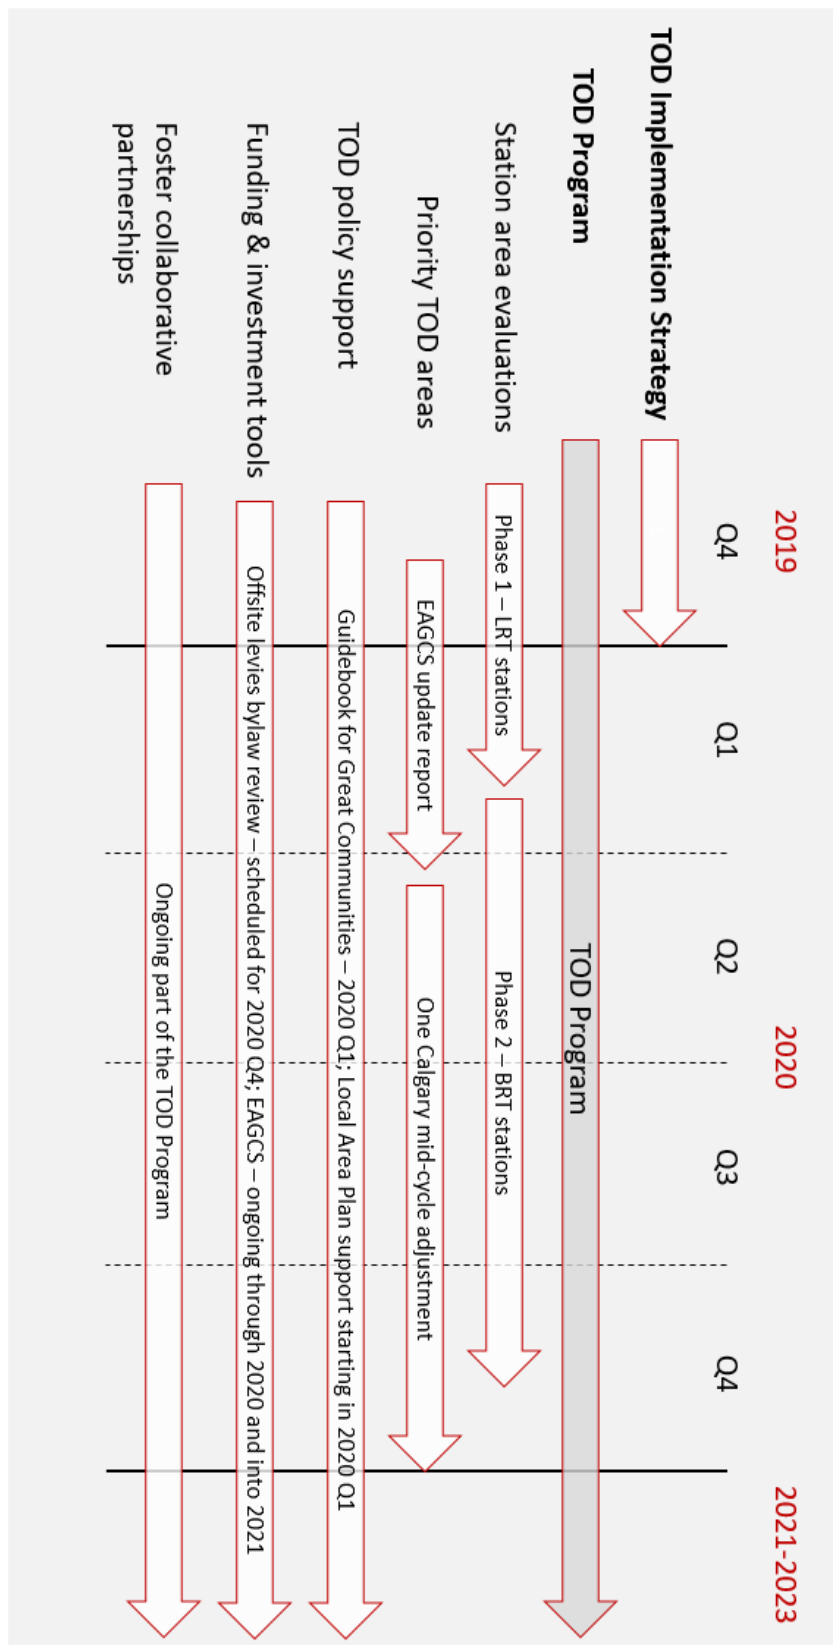 2019
2020
2021-2023
Q4
Q1
Q2
Q3
Q4
TOD Implementation Strategy
TOD Program
TOD Program
Station area evaluations
Phase 1 – LRT stations
Phase 2 – BRT stations
Priority TOD areas
EAGCS update report
One Calgary mid-cycle adjustment
TOD policy support
Guidebook for Great Communities – 2020 Q1; Local Area Plan support starting in 2020 Q1
Funding & investment tools
Offsite levies bylaw review – scheduled for 2020 Q4; EAGCS – ongoing through 2020 and into 2021
Foster collaborative
partnerships
Ongoing part of the TOD Program